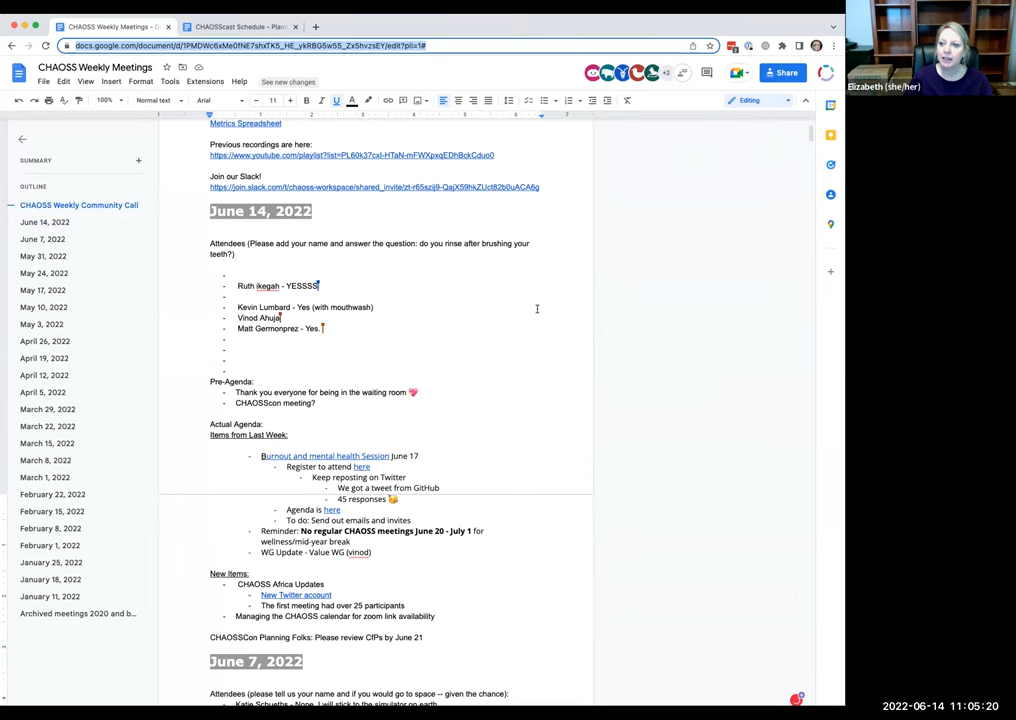 CHAOSS Weekly Meetings - G
CHAOSScast Schedule - Plann
docs.google.com/document/d/1PMDWc6xMe0fNE7shxTK5_HE_ykRBG5w55_Zx5hvzsEY/edit?pli=1#
CHAOSS Weekly Meetings
File Edit View Insert Format Tools Extensions Help
See new changes
+2
Share
Elizabeth (she/her)
100% Normal text Arial 11
Editing
SUMMARY
OUTLINE
CHAOSS Weekly Community Call
June 14, 2022
June 7, 2022
May 31, 2022
May 24, 2022
May 17, 2022
May 10, 2022
May 3, 2022
April 26, 2022
April 19, 2022
April 12, 2022
April 5, 2022
March 29, 2022
March 22, 2022
March 15, 2022
March 8, 2022
March 1, 2022
February 22, 2022
February 15, 2022
February 8, 2022
February 1, 2022
January 25, 2022
January 18, 2022
January 11, 2022
Archived meetings 2020 and b...
Metrics Spreadsheet
Previous recordings are here:
https://www.youtube.com/playlist?list=PL60k37cxI-HTaN-mFWXpxqEDhBckCduo0
Join our Slack!
https://join.slack.com/t/chaoss-workspace/shared_invite/zt-r65szij9-QajX59hkZUct82b0uACA6g
June 14, 2022
Attendees (Please add your name and answer the question: do you rinse after brushing your
teeth?)
-
- Ruth ikegah - YESSSS
-
- Kevin Lumbard - Yes (with mouthwash)
- Vinod Ahuja
- Matt Germonprez - Yes.
-
-
-
-
Pre-Agenda:
- Thank you everyone for being in the waiting room 💖
- CHAOSScon meeting?
Actual Agenda:
Items from Last Week:
- Burnout and mental health Session June 17
- Register to attend here
- Keep reposting on Twitter
- We got a tweet from GitHub
- 45 responses 🥳
- Agenda is here
- To do: Send out emails and invites
- Reminder: No regular CHAOSS meetings June 20 - July 1 for
wellness/mid-year break
- WG Update - Value WG (vinod)
New Items:
- CHAOSS Africa Updates
- New Twitter account
- The first meeting had over 25 participants
- Managing the CHAOSS calendar for zoom link availability
CHAOSSCon Planning Folks: Please review CfPs by June 21
June 7, 2022
Attendees (please tell us your name and if you would go to space -- given the chance):
- Katie Schueths - Nope, I will stick to the simulator on earth
2022-06-14 11:05:20